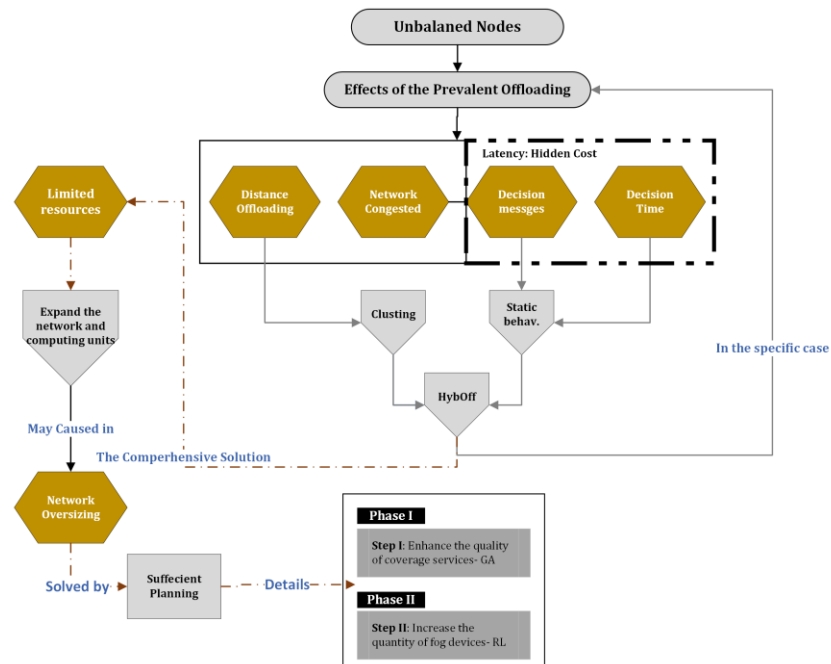 Unbalaned Nodes
Effects of the Prevalent Offloading
Latency: Hidden Cost
Limited
resources
Distance
Offloading
Network
Congested
Decision
messges
Decision
Time
Expand the
network and
computing units
Clusting
Static
behav.
In the specific case
HybOff
May Caused in
The Comperhensive Solution
Network
Oversizing
Phase I
Step I: Enhance the quality
of coverage services- GA
Solved by
Suffecient
Planning
Details
Phase II
Step II: Increase the
quantity of fog devices- RL